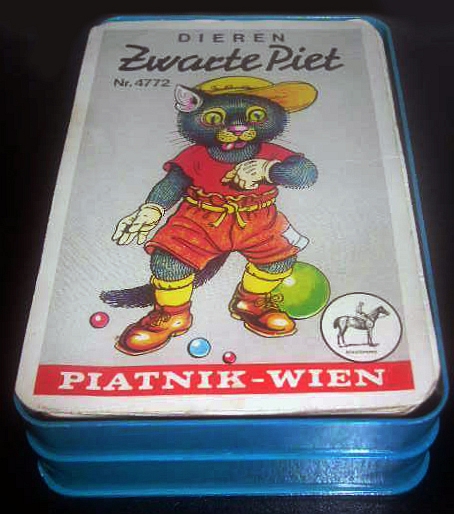 DIEREN
Zwarte Piet
Nr. 4772
PIATNIK-WIEN